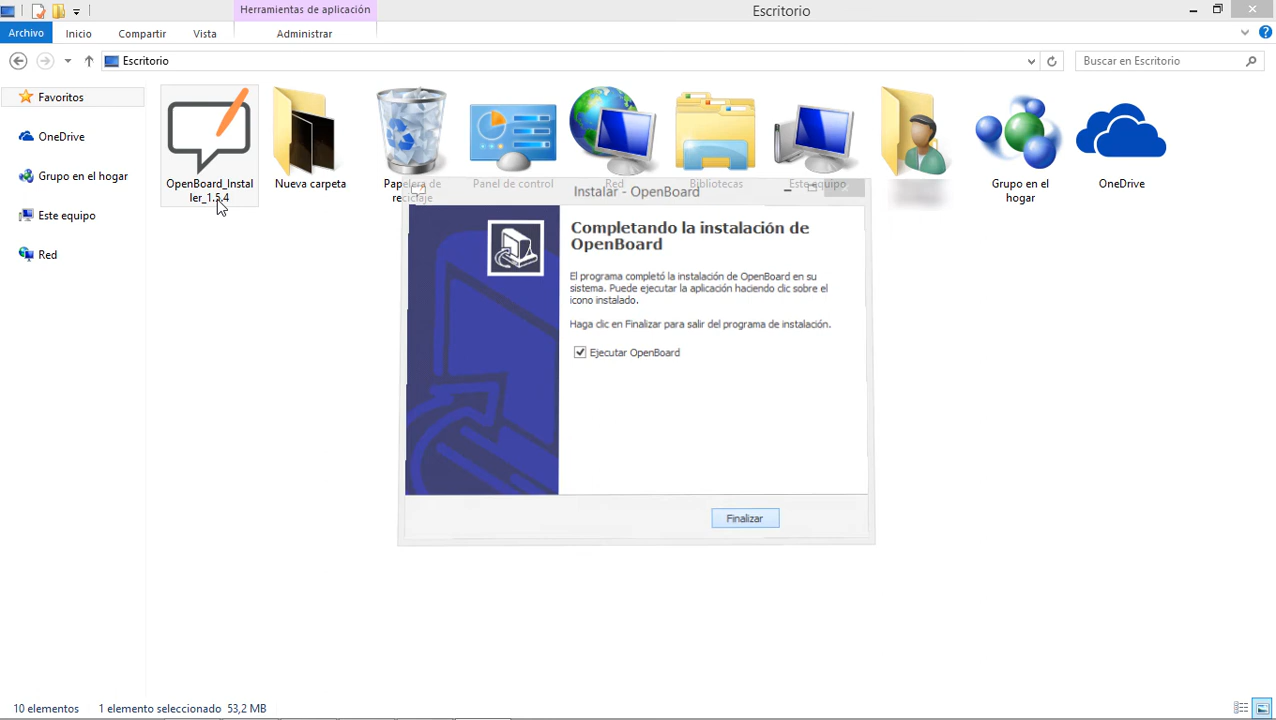 Herramientas de aplicación
Escritorio
Archivo
Inicio
Compartir
Vista
Administrar
Escritorio
Buscar en Escritorio
Favoritos
OneDrive
Grupo en el hogar
Este equipo
Red
OpenBoard_Instal
ler_1.5.4
Nueva carpeta
Papelera de
reciclaje
Panel de control
Red
Bibliotecas
Este equipo
Grupo en el
hogar
OneDrive
Instalar - OpenBoard
Completando la instalación de
OpenBoard
El programa completó la instalación de OpenBoard en su
sistema. Puede ejecutar la aplicación haciendo clic sobre el
icono instalado.
Haga clic en Finalizar para salir del programa de instalación.
Ejecutar OpenBoard
Finalizar
10 elementos
1 elemento seleccionado 53,2 MB